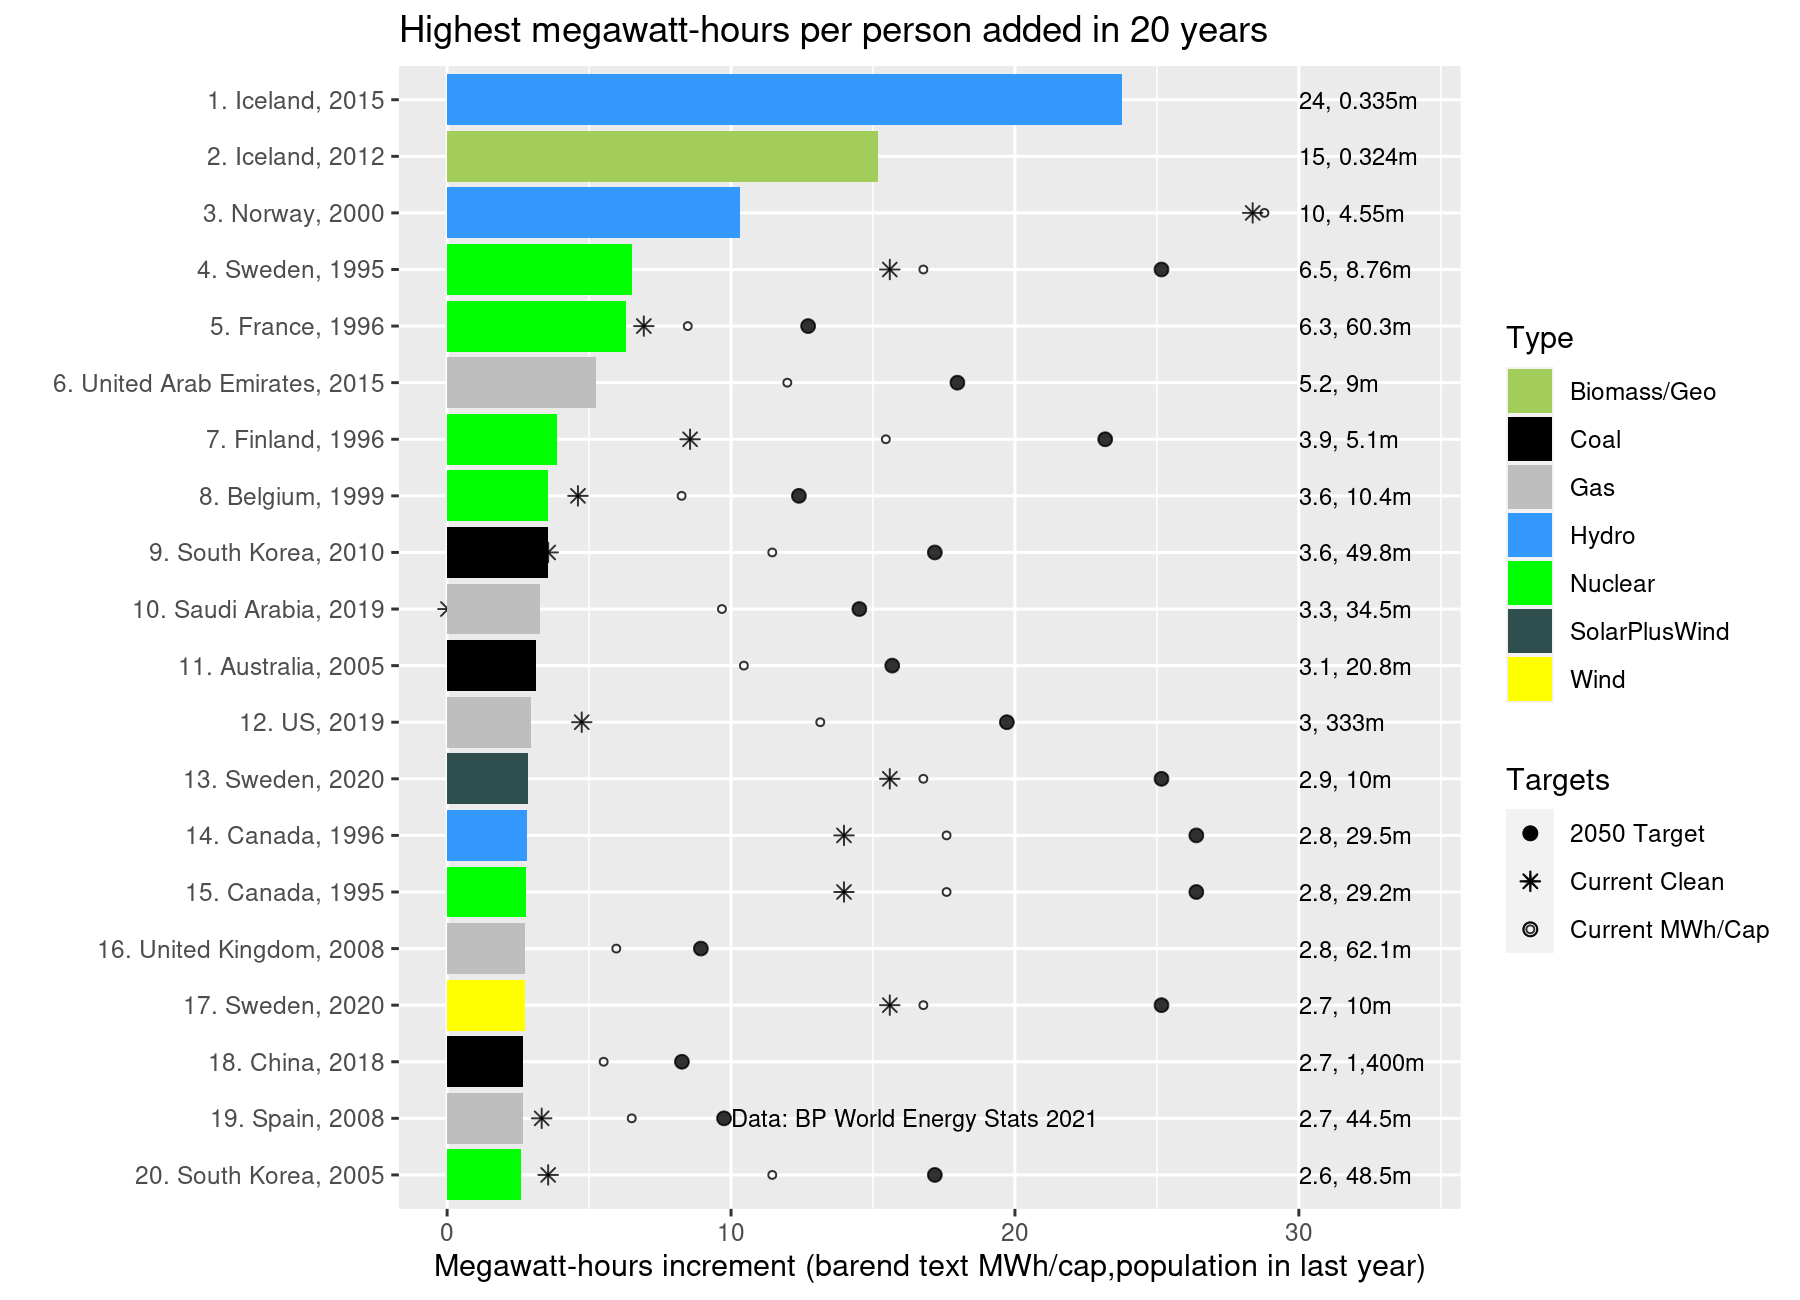 Highest megawatt-hours per person added in 20 years
1. Iceland, 2015 24, 0.335m
2. Iceland, 2012 15, 0.324m
3. Norway, 2000 10, 4.55m
4. Sweden, 1995 6.5, 8.76m
5. France, 1996 6.3, 60.3m
6. United Arab Emirates, 2015 5.2, 9m
7. Finland, 1996 3.9, 5.1m
8. Belgium, 1999 3.6, 10.4m
9. South Korea, 2010 3.6, 49.8m
10. Saudi Arabia, 2019 3.3, 34.5m
11. Australia, 2005 3.1, 20.8m
12. US, 2019 3, 333m
13. Sweden, 2020 2.9, 10m
14. Canada, 1996 2.8, 29.5m
15. Canada, 1995 2.8, 29.2m
16. United Kingdom, 2008 2.8, 62.1m
17. Sweden, 2020 2.7, 10m
18. China, 2018 2.7, 1,400m
19. Spain, 2008 Data: BP World Energy Stats 2021 2.7, 44.5m
20. South Korea, 2005 2.6, 48.5m
0 10 20 30
Megawatt-hours increment (barend text MWh/cap,population in last year)
Type
Biomass/Geo
Coal
Gas
Hydro
Nuclear
SolarPlusWind
Wind
Targets
2050 Target
Current Clean
Current MWh/Cap